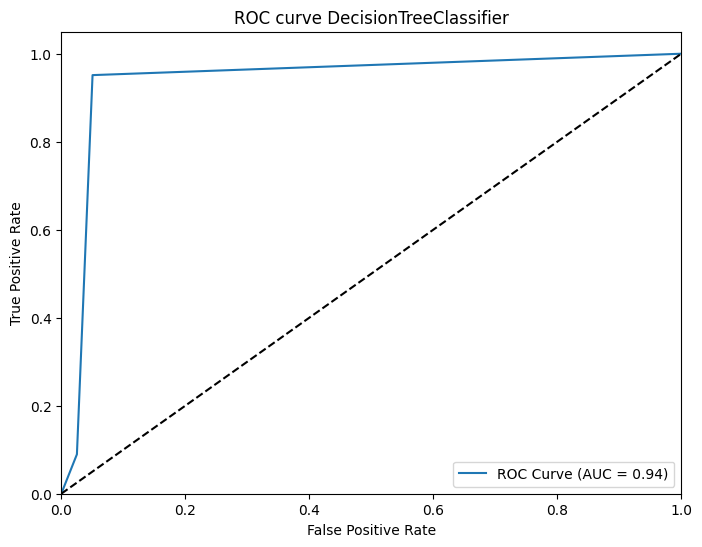 ROC curve DecisionTreeClassifier
1.0
0.8
0.6
0.4
0.2
0.0
True Positive Rate
0.0 0.2 0.4 0.6 0.8 1.0
False Positive Rate
ROC Curve (AUC = 0.94)